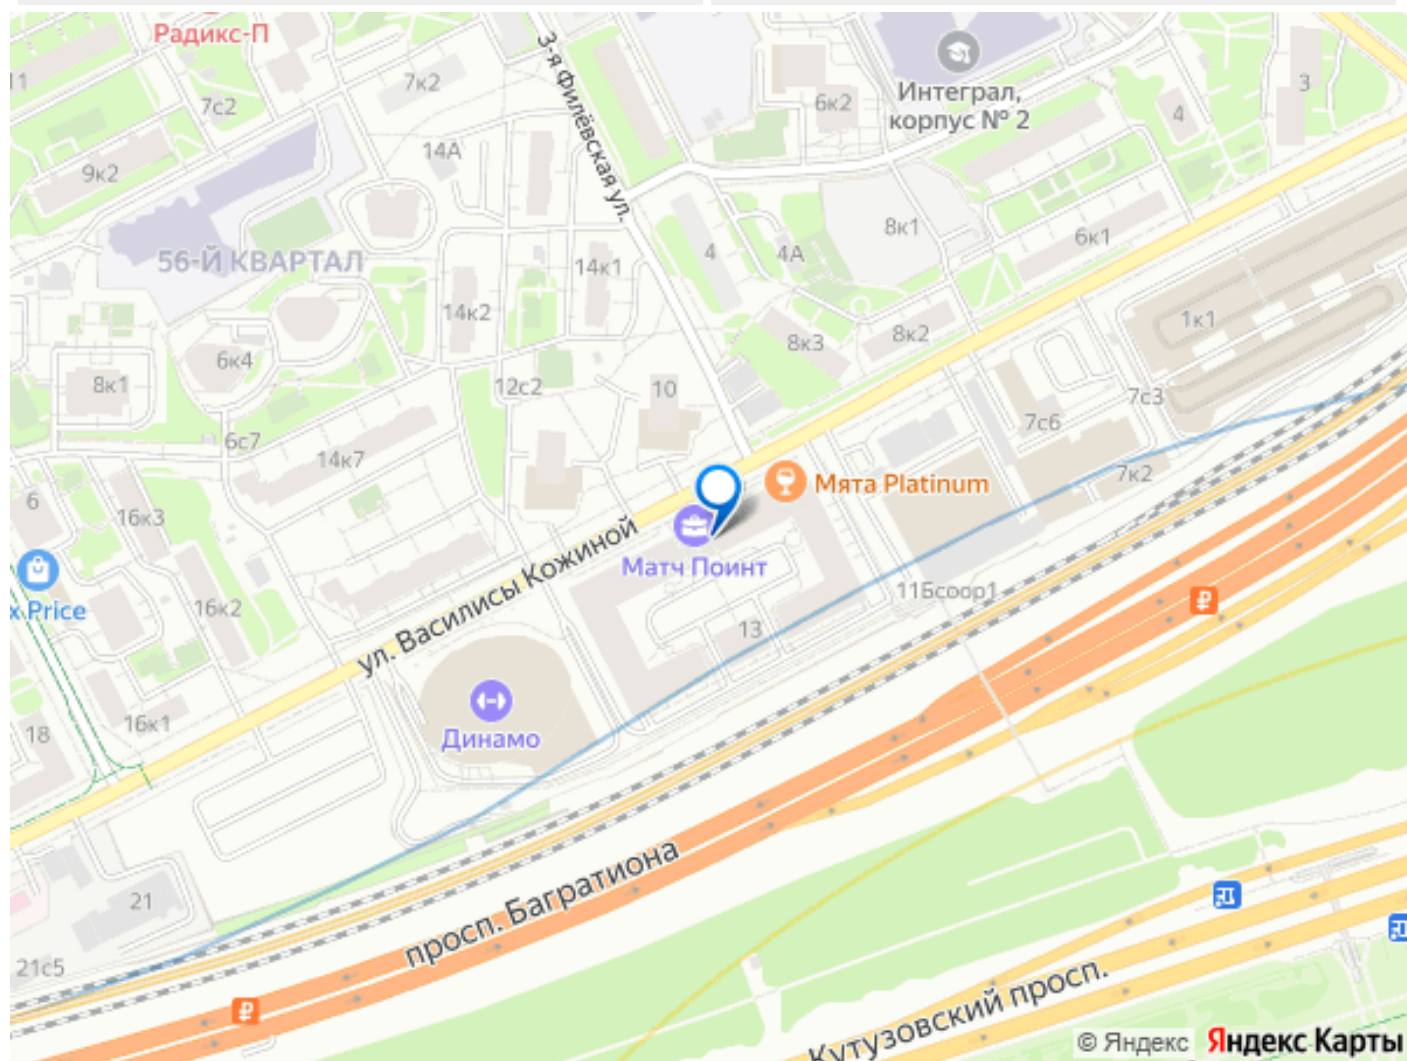 Радикс-П
11
7к2
7с2
3-я Филёвская ул.
Интеграл,
корпус № 2
6к2
3
4
14А
9к2
56-Й КВАРТАЛ
14к1
4
4А
8к1
6к1
14к2
1к1
6к4
8к3
8к2
8к1
12с2
10
7с3
7с6
6с7
14к7
7к2
Мята Platinum
6
16к3
Матч Поинт
ул. Василисы Кожиной
x Price
16к2
11Бсоор1
13
16к1
18
Динамо
просп. Багратиона
21
21с5
Кутузовский просп.
© Яндекс
Яндекс Карты